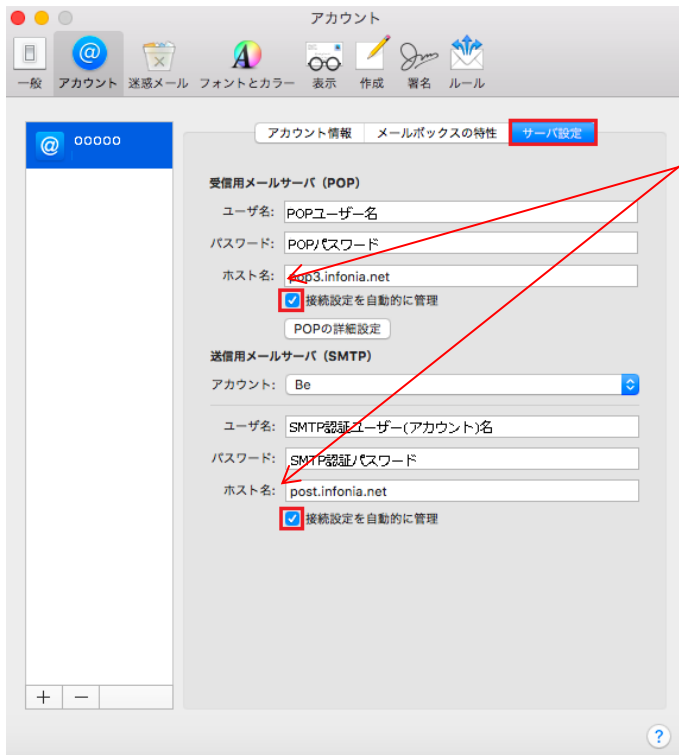 アカウント
一般 アカウント 迷惑メール フォントとカラー 表示 作成 署名 ルール
@ ooooo
アカウント情報 メールボックスの特性 サーバ設定
受信用メールサーバ（POP）
ユーザ名: POPユーザー名
パスワード: POPパスワード
ホスト名: pop3.infonia.net
接続設定を自動的に管理
POPの詳細設定
送信用メールサーバ（SMTP）
アカウント: Be
ユーザ名: SMTP認証ユーザー(アカウント)名
パスワード: SMTP認証パスワード
ホスト名: post.infonia.net
接続設定を自動的に管理
+ −
?